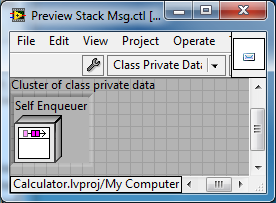 Preview Stack Msg.ctl [...
File Edit View Project Operate
Class Private Data
Cluster of class private data
Self Enqueuer
Calculator.lvproj/My Computer